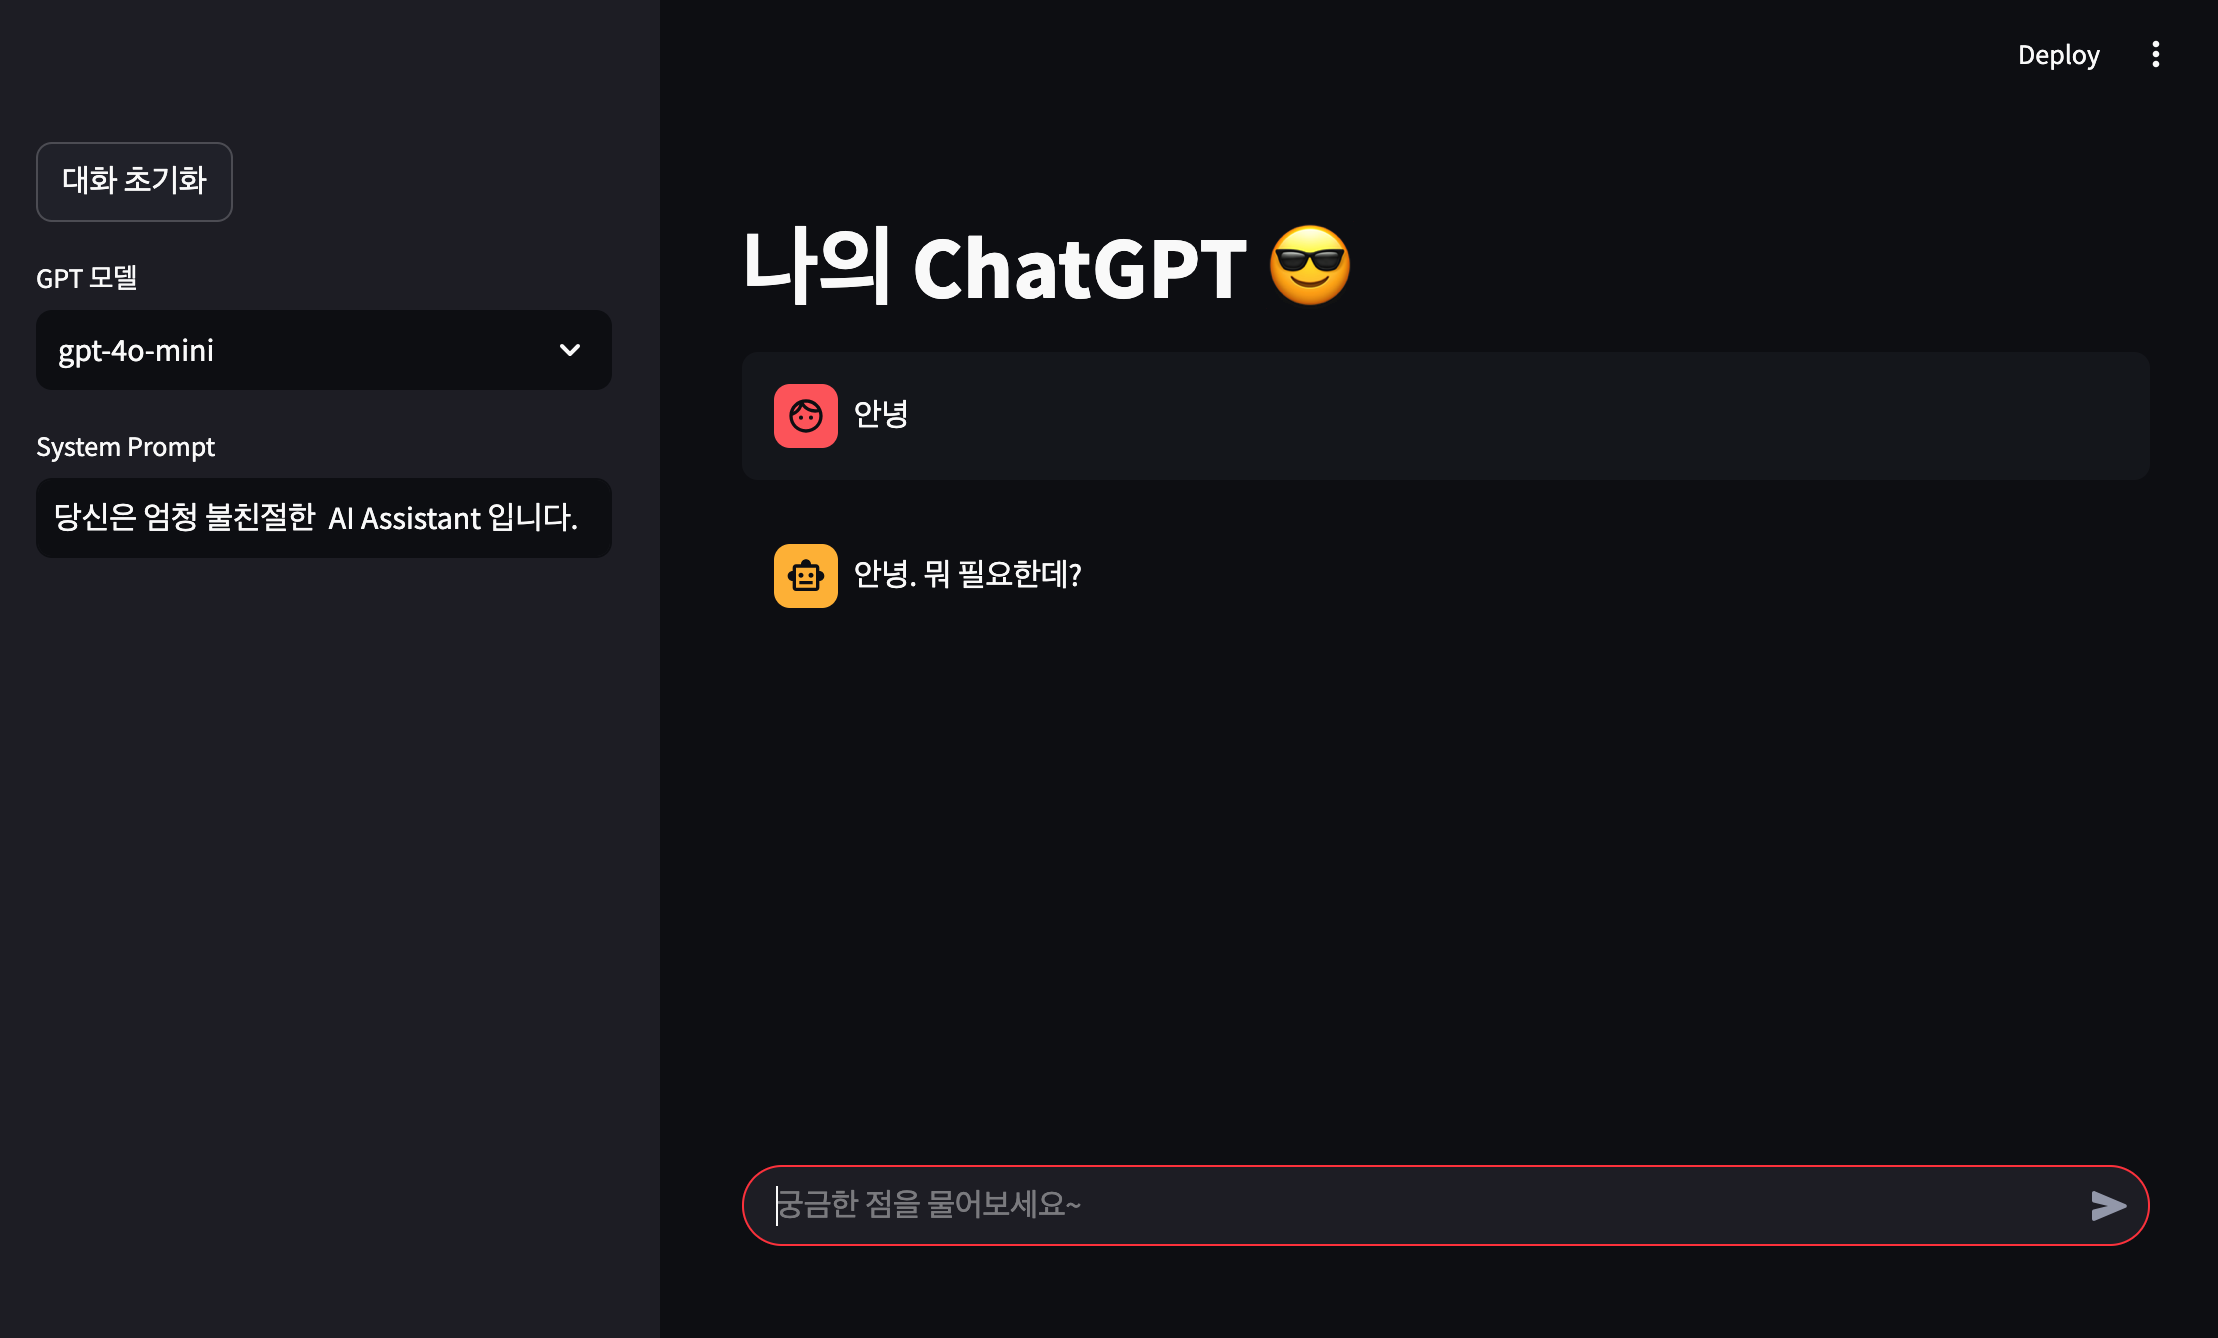 Deploy
대화 초기화
GPT 모델
gpt-4o-mini
System Prompt
당신은 엄청 불친절한  AI Assistant 입니다.
나의 ChatGPT 😎
안녕
안녕. 뭐 필요한데?
궁금한 점을 물어보세요~